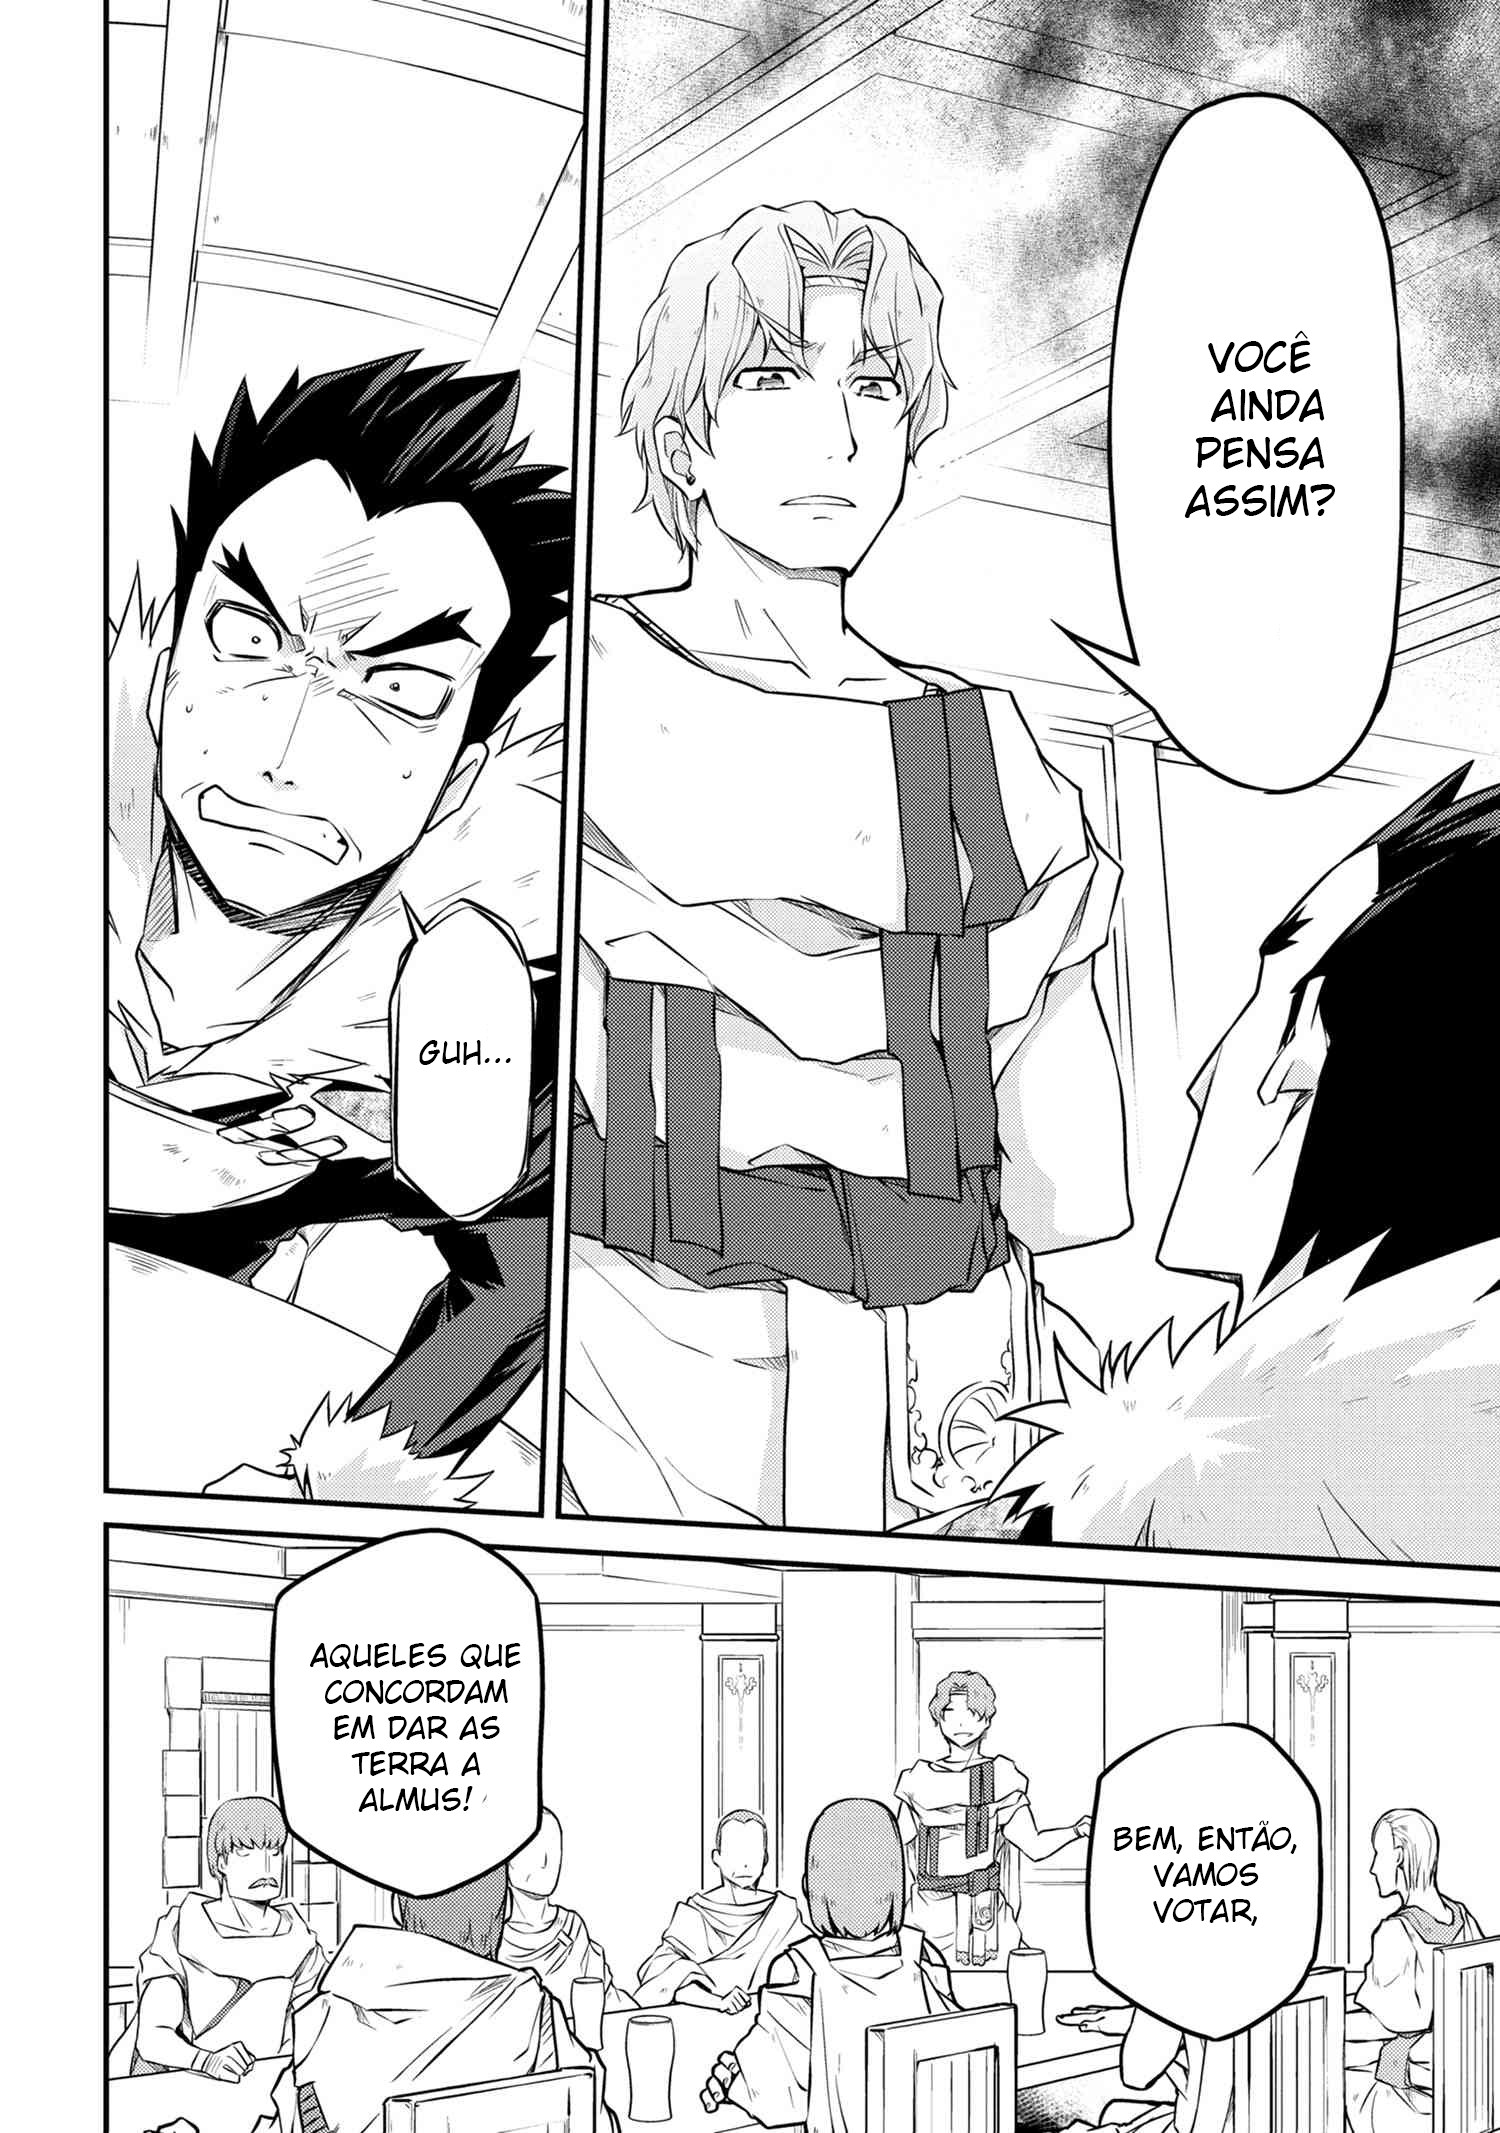 VOCÊ
AINDA
PENSA
ASSIM?
GUH...
BEM, ENTÃO,
VAMOS
VOTAR,
AQUELES QUE
CONCORDAM
EM DAR AS
TERRA A
ALMUS!